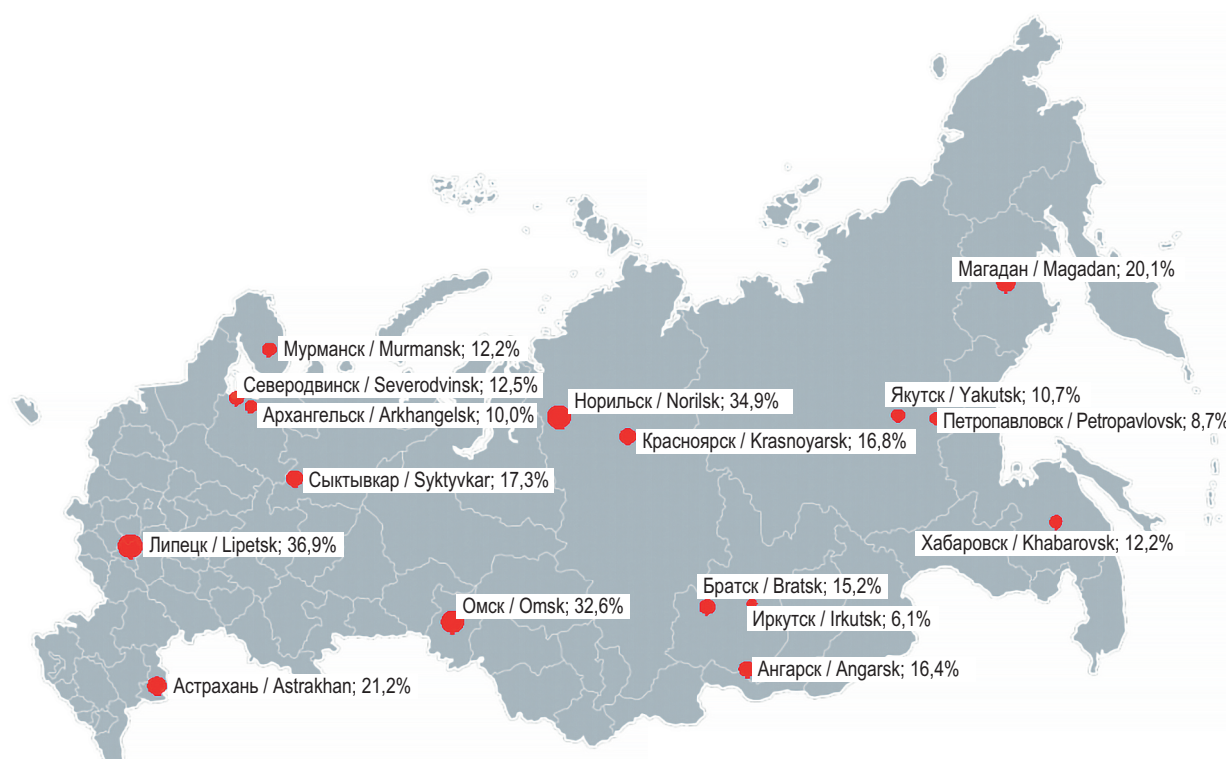 Магадан / Magadan; 20,1%
Мурманск / Murmansk; 12,2%
Северодвинск / Severodvinsk; 12,5%
Архангельск / Arkhangelsk; 10,0%
Норильск / Norilsk; 34,9%
Якутск / Yakutsk; 10,7%
Петропавловск / Petropavlovsk; 8,7%
Красноярск / Krasnoyarsk; 16,8%
Сыктывкар / Syktyvkar; 17,3%
Липецк / Lipetsk; 36,9%
Хабаровск / Khabarovsk; 12,2%
Братск / Bratsk; 15,2%
Омск / Omsk; 32,6%
Иркутск / Irkutsk; 6,1%
Ангарск / Angarsk; 16,4%
Астрахань / Astrakhan; 21,2%